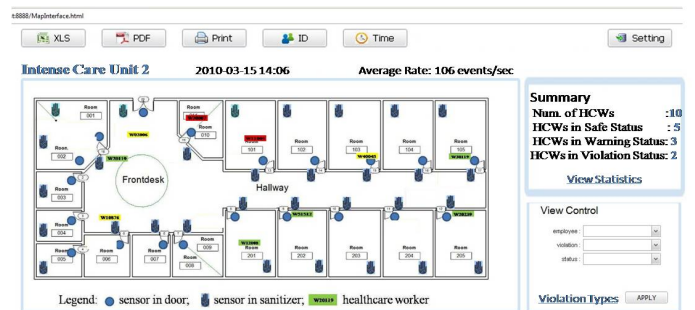 t:8888/MapInterface.html
XLS PDF Print ID Time Setting
Intense Care Unit 2 2010-03-15 14:06 Average Rate: 106 events/sec
Summary
Num. of HCWs :10
HCWs in Safe Status : 5
HCWs in Warning Status: 3
HCWs in Violation Status: 2
View Statistics
Room 001
Room
Room 010
Room 101
Room 102
Room 103
Room 104
Room 105
Room 002
Room 003
Frontdesk
Hallway
Room 004
Room 005
Room 006
Room 007
Room 008
Room 009
Room 201
Room 202
Room 203
Room 204
Room 205
View Control
employee :
violation :
status :
Violation Types APPLY
Legend: sensor in door; sensor in sanitizer; W20119 healthcare worker